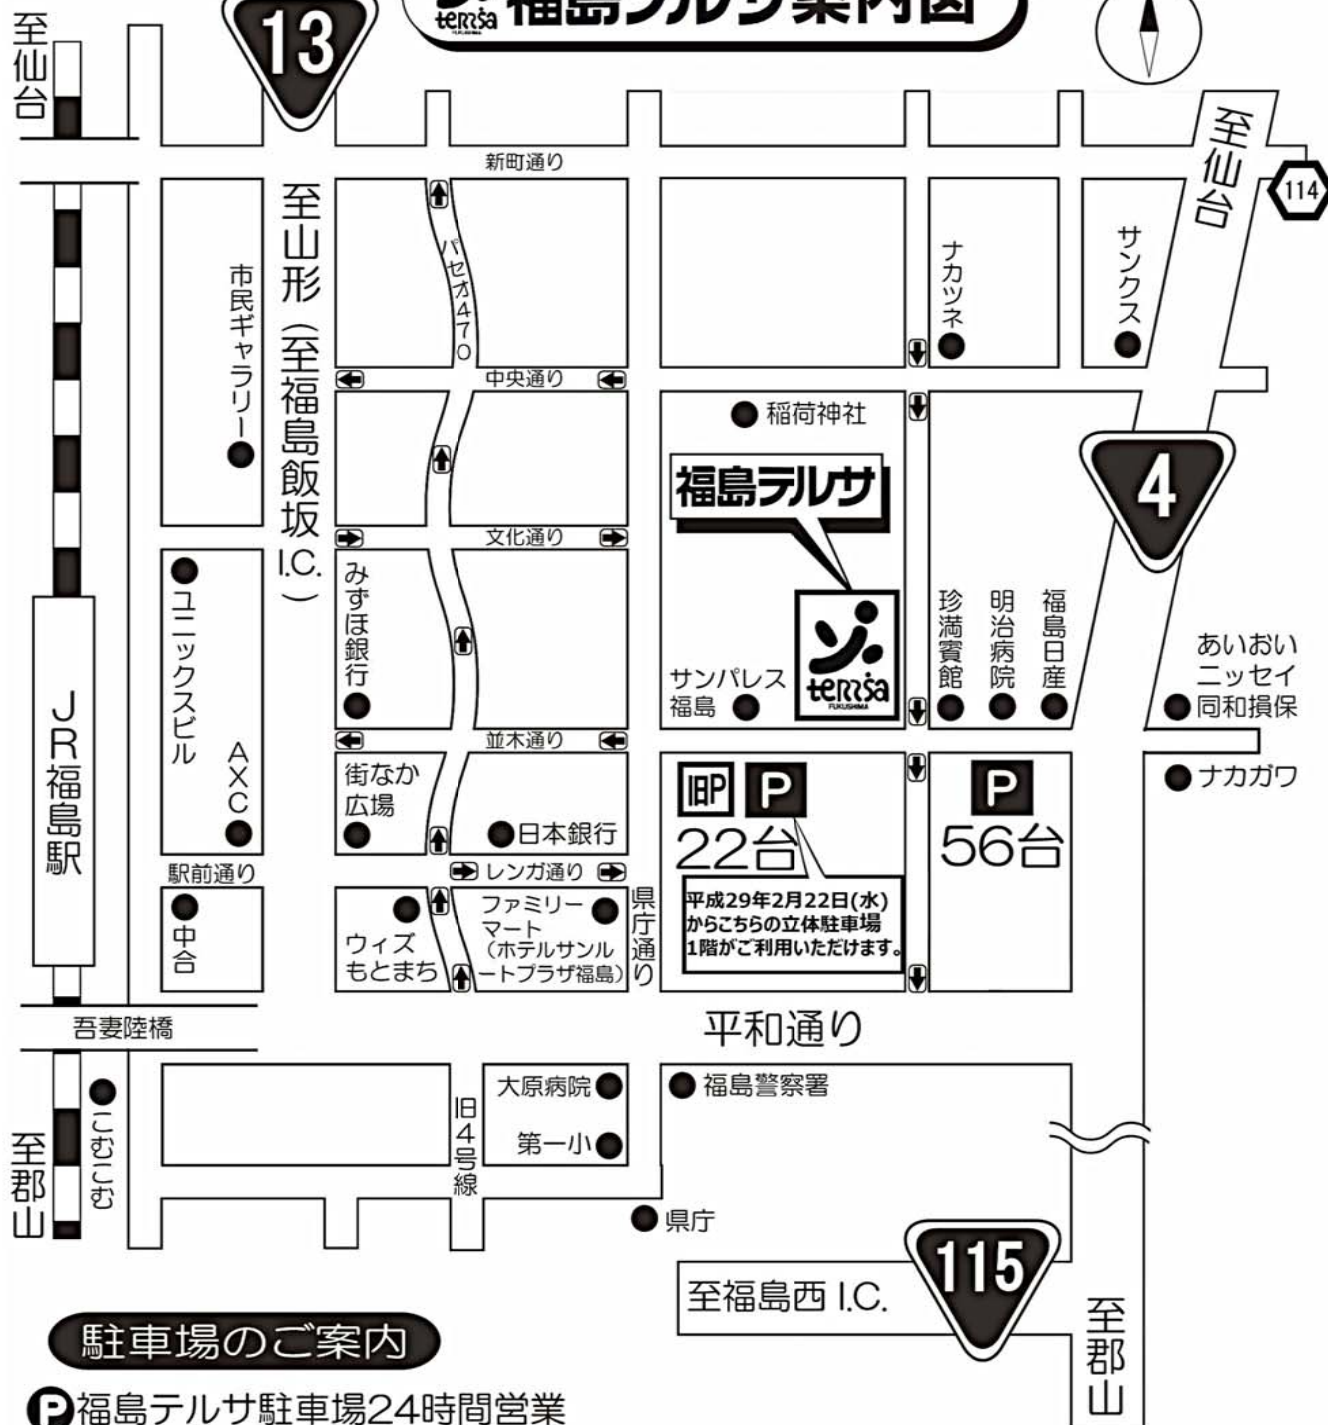 至仙台
13
terrsa
FUKUSHIMA
福島テルサ案内図
至仙台
114
新町通り
至山形(至福島飯坂I.C.)
パセオ470
市民ギャラリー
ナカツネ
サンクス
中央通り
稲荷神社
福島テルサ
4
文化通り
みずほ銀行
ユニックスビル
AXC
サンパレス
福島
terrsa
FUKUSHIMA
珍満賓館
明治病院
福島日産
あいおい
ニッセイ
同和損保
JR福島駅
並木通り
街なか
広場
日本銀行
旧P
P
22台
P
56台
ナカガワ
駅前通り
レンガ通り
県庁通り
中合
ウィズ
もとまち
ファミリー
マート
(ホテルサンル
ートプラザ福島)
平成29年2月22日(水)
からこちらの立体駐車場
1階がご利用いただけます。
吾妻陸橋
平和通り
こむこむ
旧4号線
大原病院
第一小
福島警察署
至郡山
県庁
115
至福島西I.C.
至郡山
駐車場のご案内
P福島テルサ駐車場24時間営業